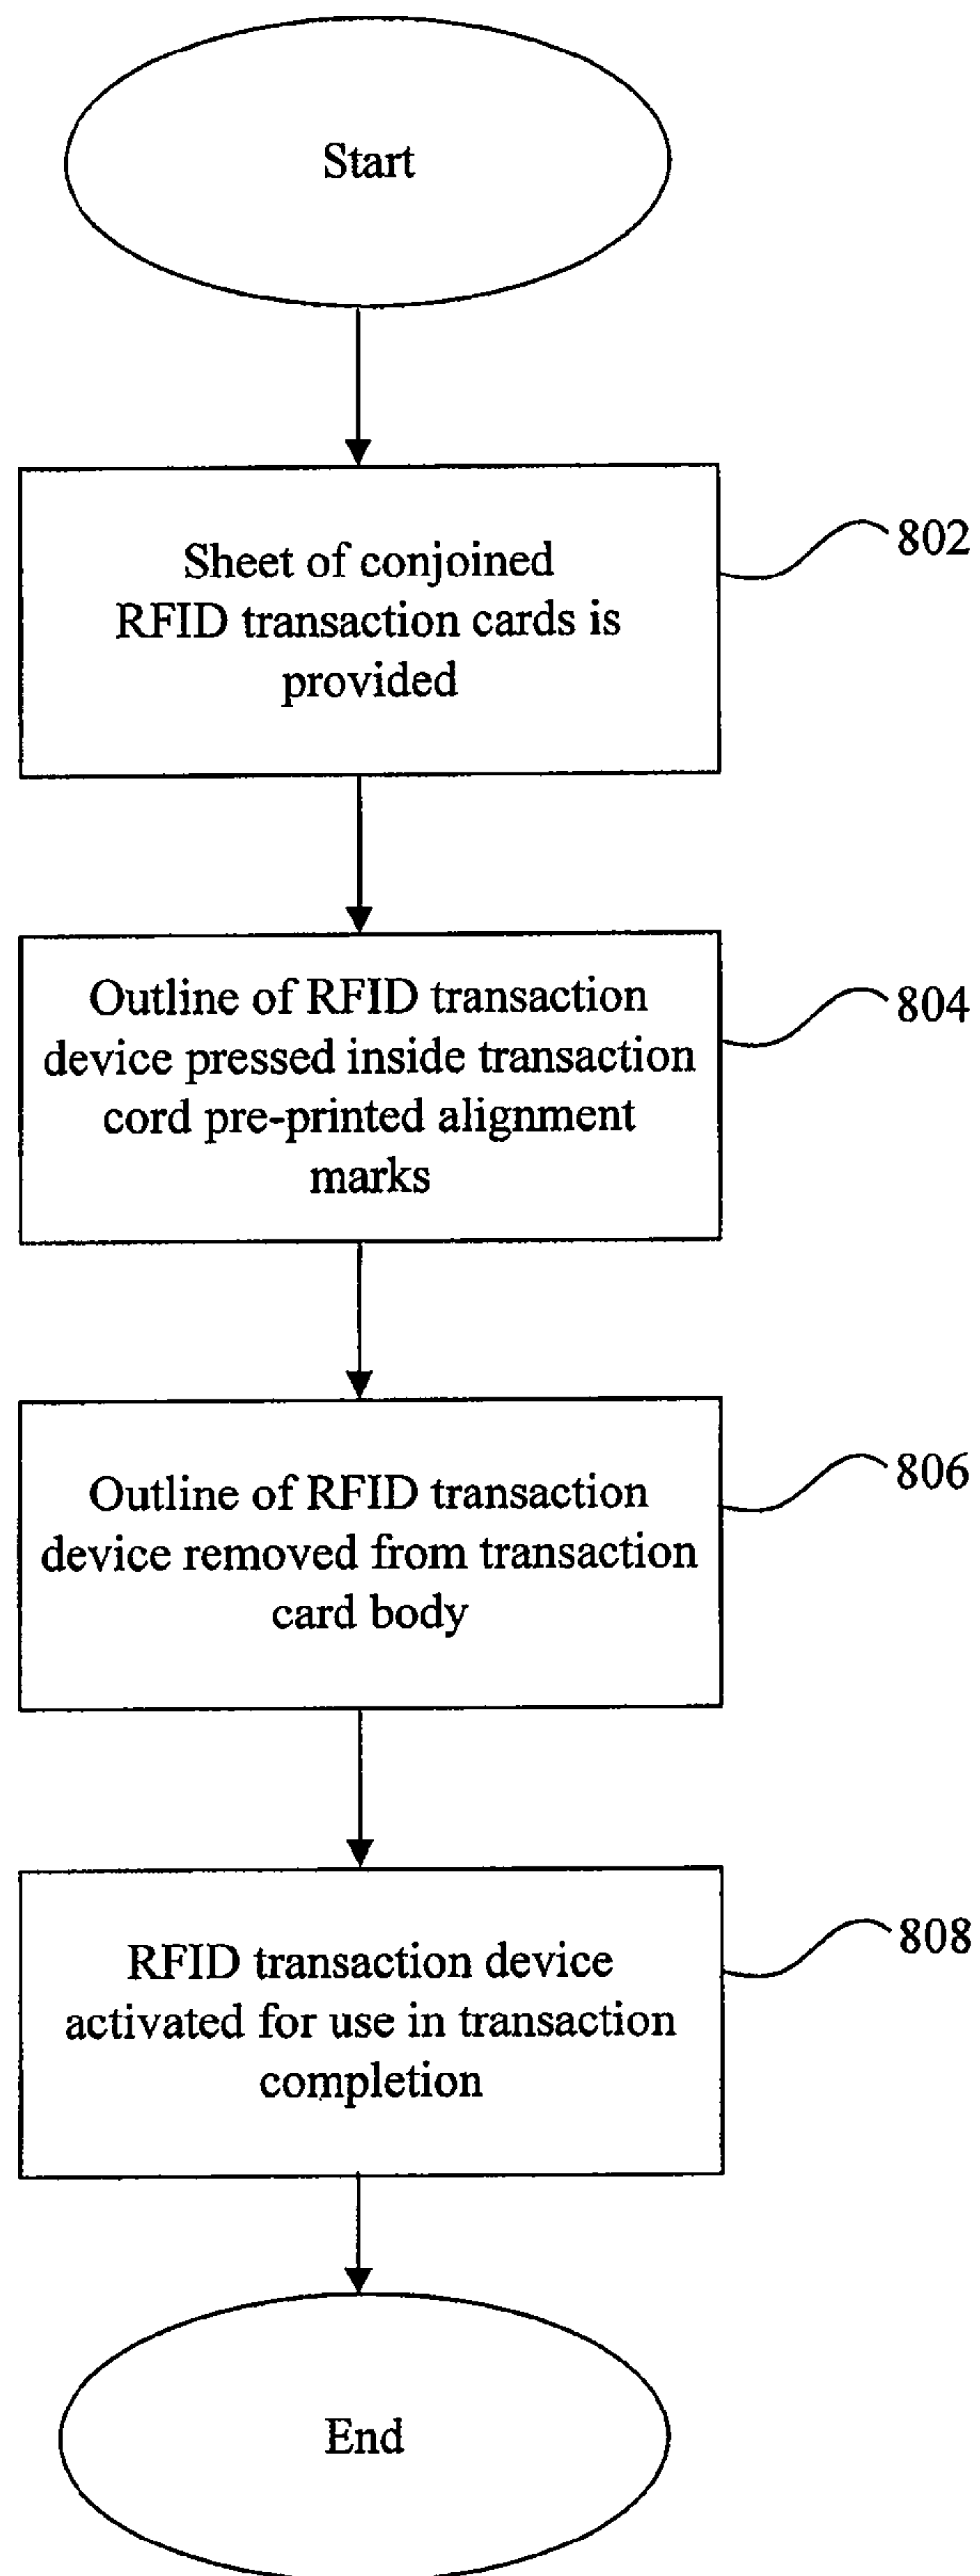 Start
Sheet of conjoined
RFID transaction cards is
provided
802
Outline of RFID transaction
device pressed inside transaction
cord pre-printed alignment
marks
804
Outline of RFID transaction
device removed from transaction
card body
806
RFID transaction device
activated for use in transaction
completion
808
End